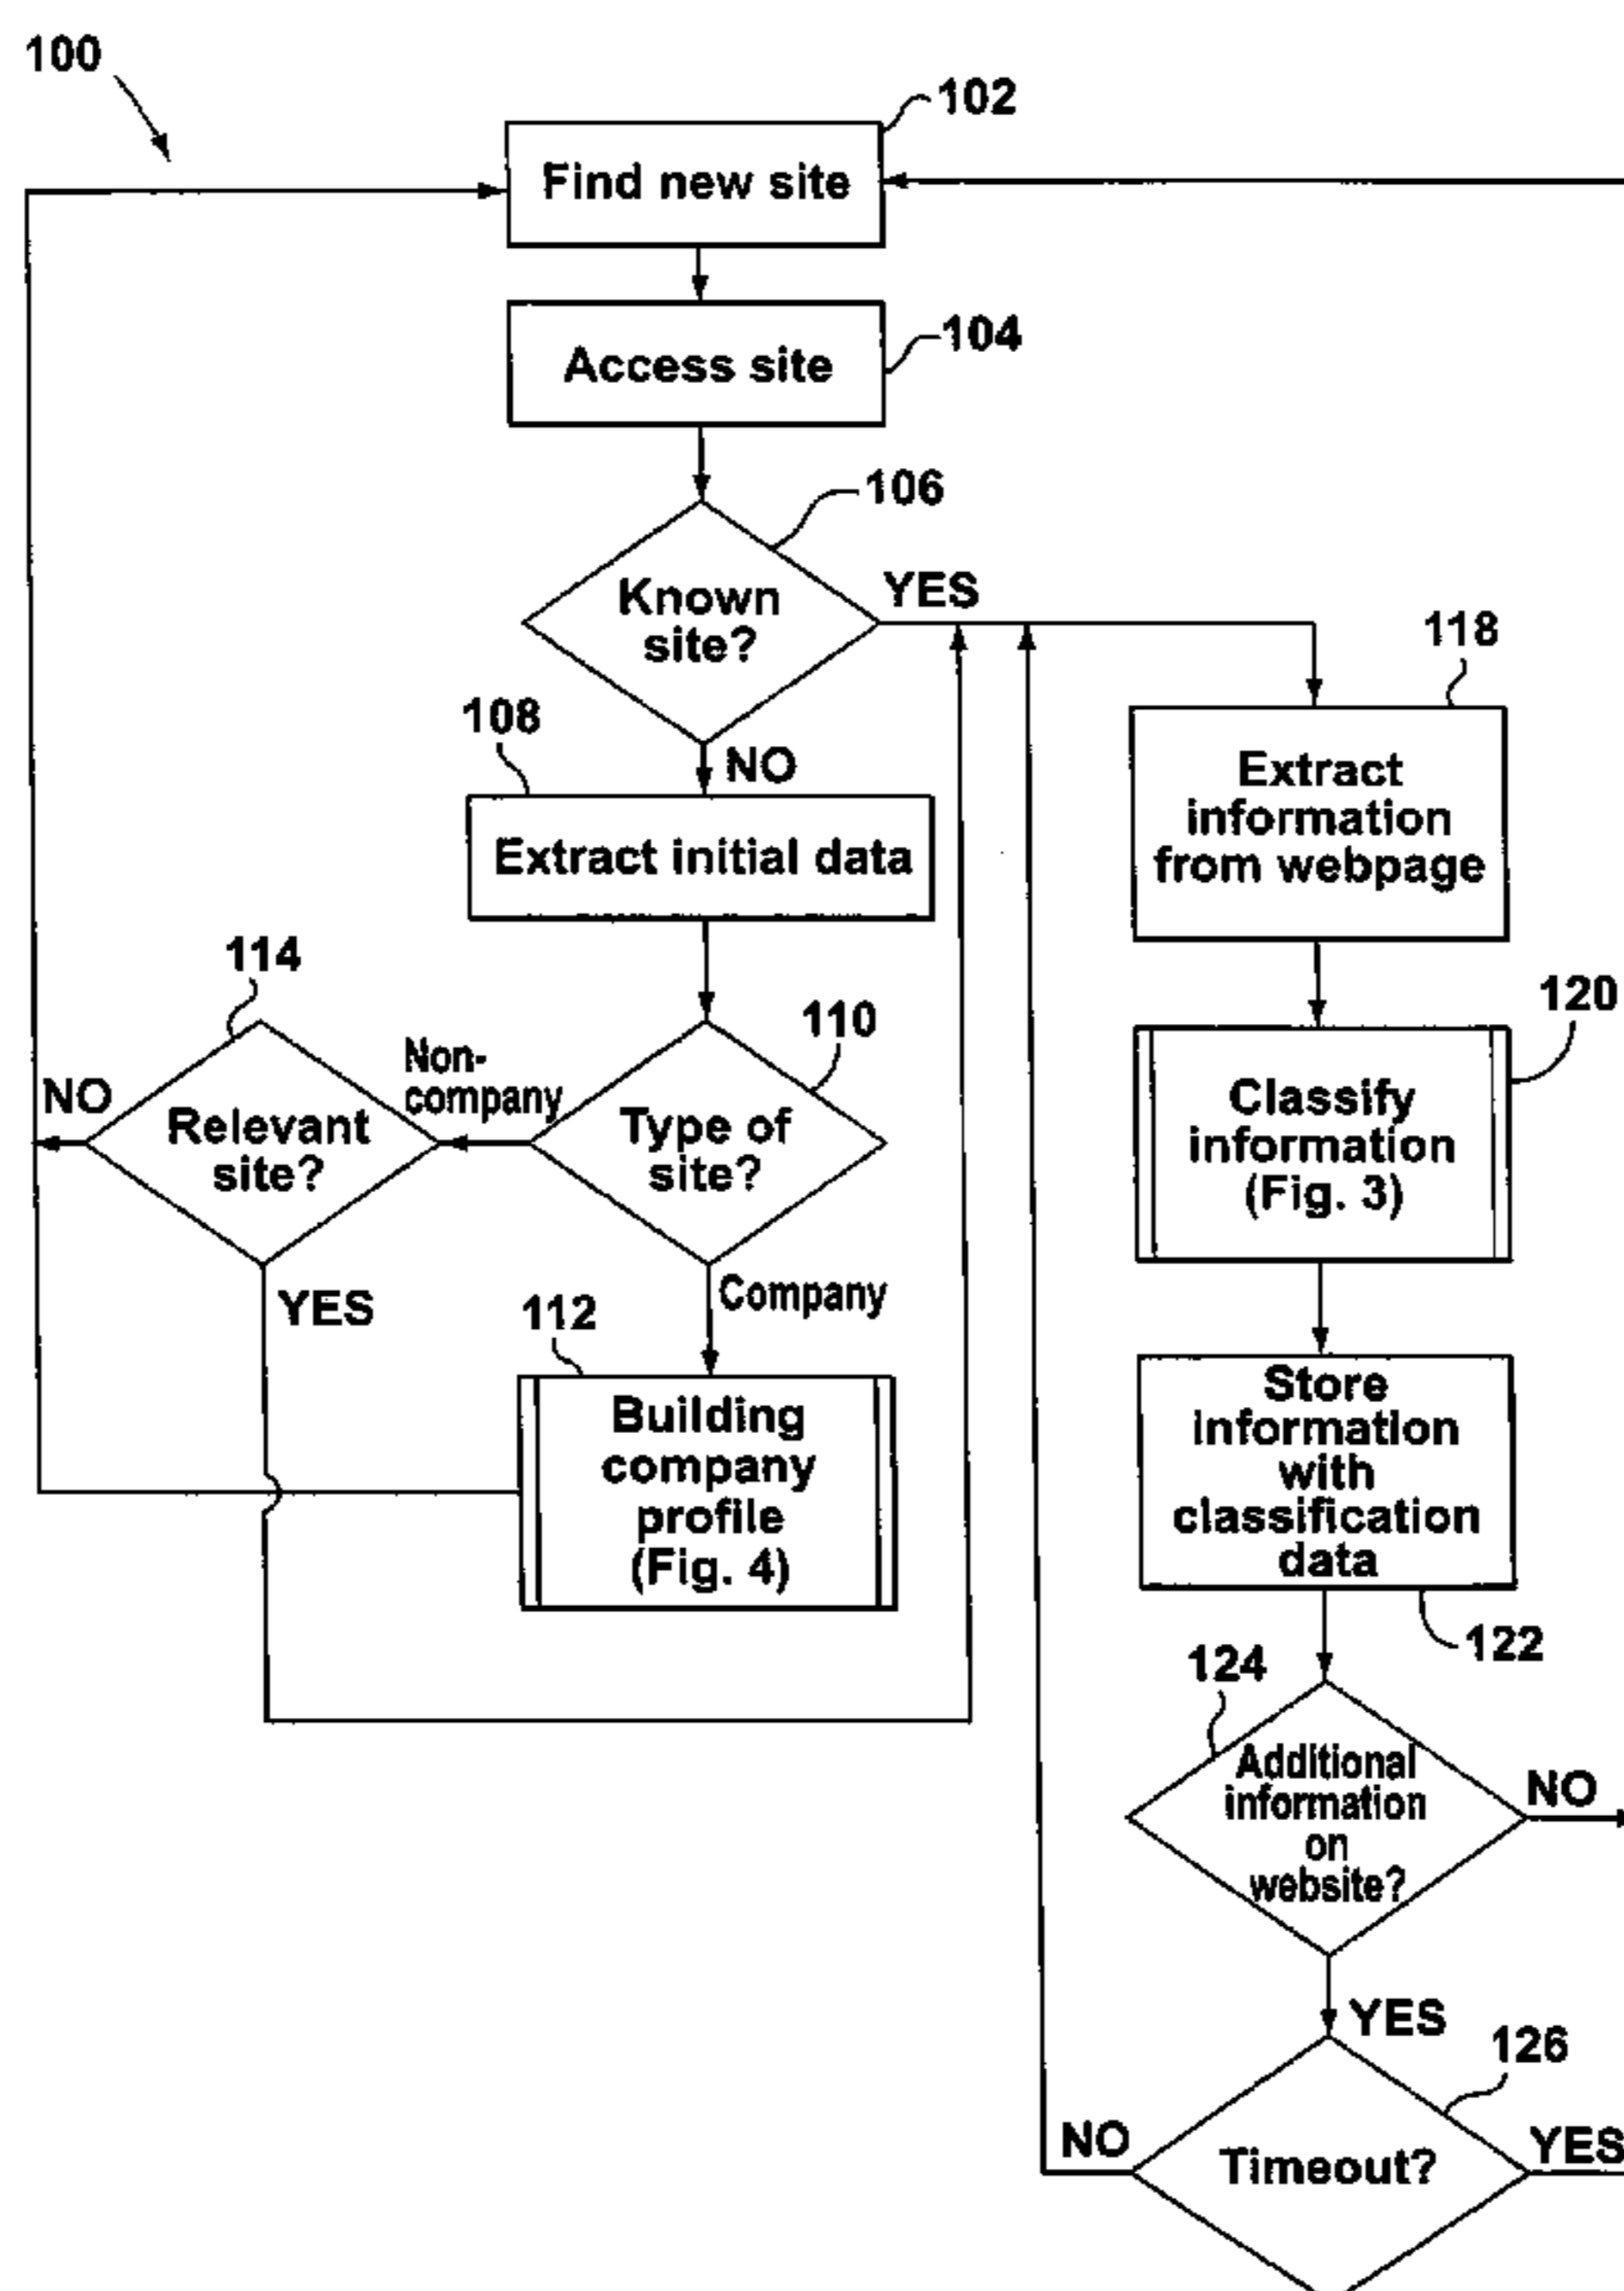 100
102
Find new site
104
Access site
106
Known
site?
YES
118
108
NO
Extract initial data
Extract
information
from webpage
114
110
120
Non-
company
NO
Relevant
site?
Type of
site?
Classify
information
(Fig. 3)
YES
Company
112
Building
company
profile
(Fig. 4)
Store
information
with
classification
data
122
124
Additional
information
on
website?
NO
YES
126
NO
Timeout?
YES